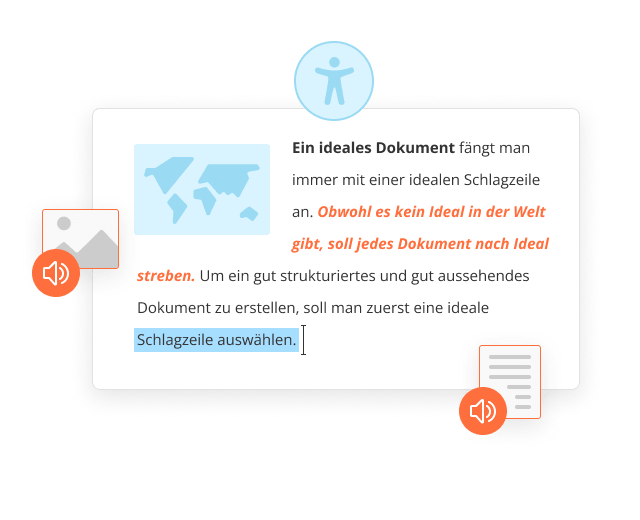 Ein ideales Dokument fängt man
immer mit einer idealen Schlagzeile
an. Obwohl es kein Ideal in der Welt
gibt, soll jedes Dokument nach Ideal
streben. Um ein gut strukturiertes und gut aussehendes
Dokument zu erstellen, soll man zuerst eine ideale
Schlagzeile auswählen.